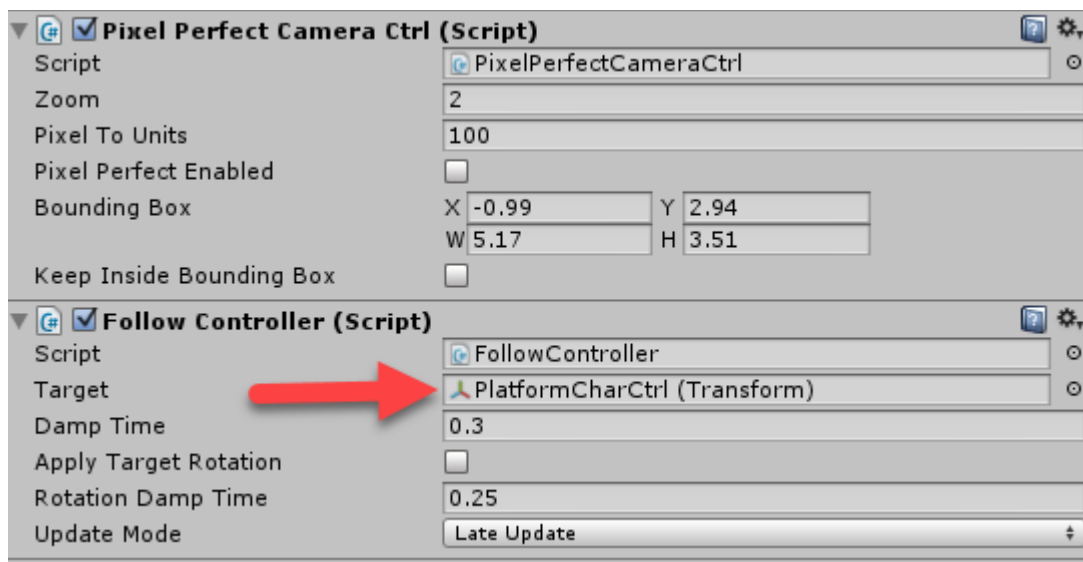 Pixel Perfect Camera Ctrl (Script)
Script PixelPerfectCameraCtrl
Zoom 2
Pixel To Units 100
Pixel Perfect Enabled
Bounding Box X -0.99 Y 2.94
W 5.17 H 3.51
Keep Inside Bounding Box
Follow Controller (Script)
Script FollowController
Target PlatformCharCtrl (Transform)
Damp Time 0.3
Apply Target Rotation
Rotation Damp Time 0.25
Update Mode Late Update